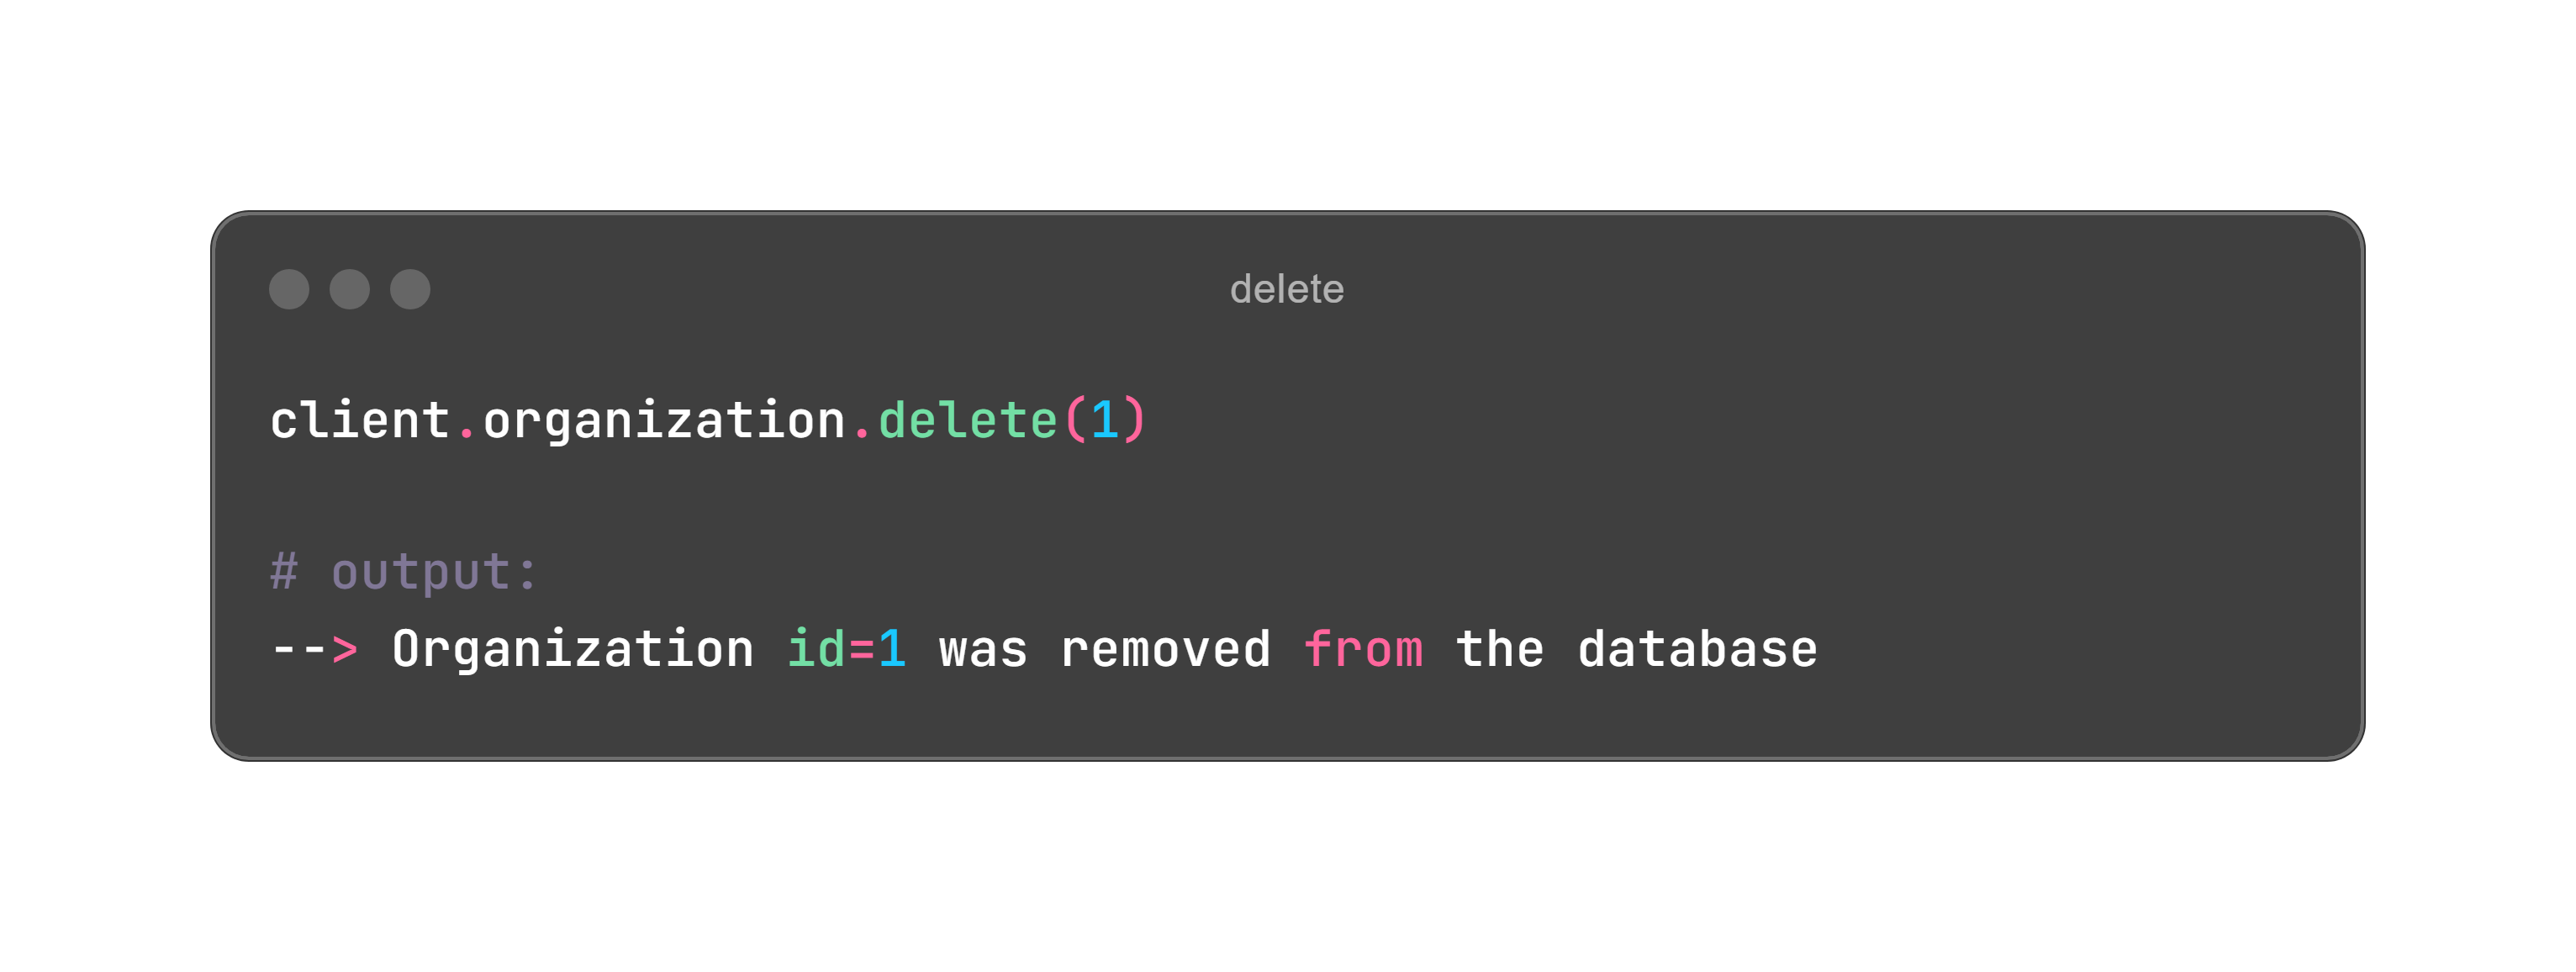 delete
client.organization.delete(1)
# output:
--> Organization id=1 was removed from the database